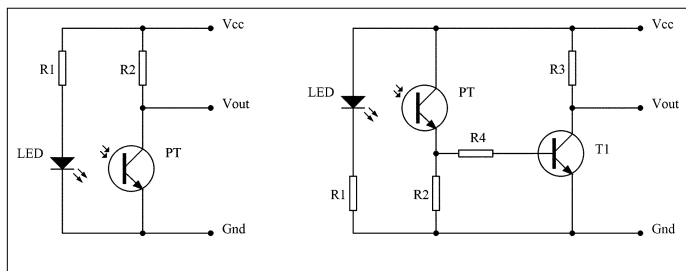 Vcc
R1
R2
Vout
LED
PT
Gnd
Vcc
R3
LED
PT
Vout
R4
T1
R1
R2
Gnd